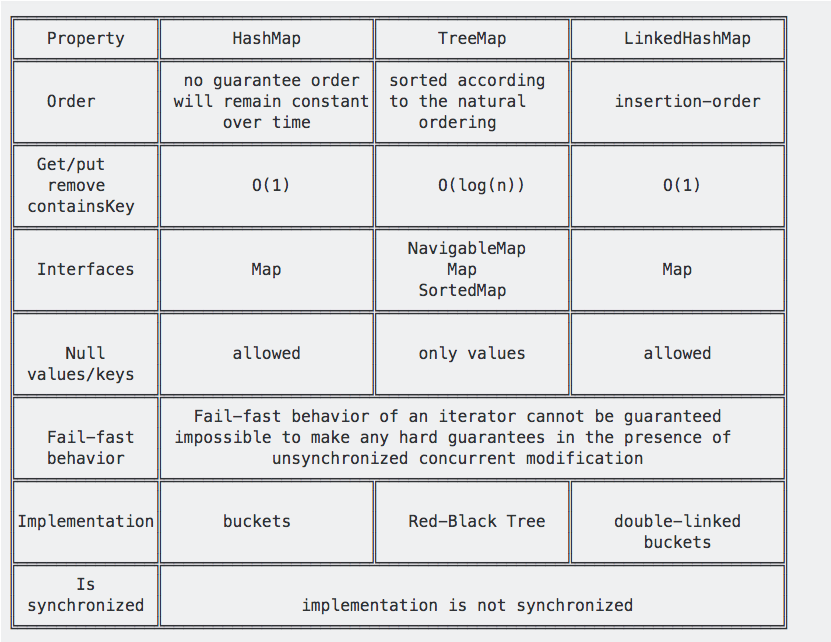 Property HashMap TreeMap LinkedHashMap
no guarantee order sorted according
Order will remain constant to the natural insertion-order
over time ordering
Get/put
remove O(1) O(log(n)) O(1)
containsKey
NavigableMap
Interfaces Map Map Map
SortedMap
Null allowed only values allowed
values/keys
Fail-fast behavior of an iterator cannot be guaranteed
Fail-fast impossible to make any hard guarantees in the presence of
behavior unsynchronized concurrent modification
Implementation buckets Red-Black Tree double-linked
buckets
Is
synchronized implementation is not synchronized